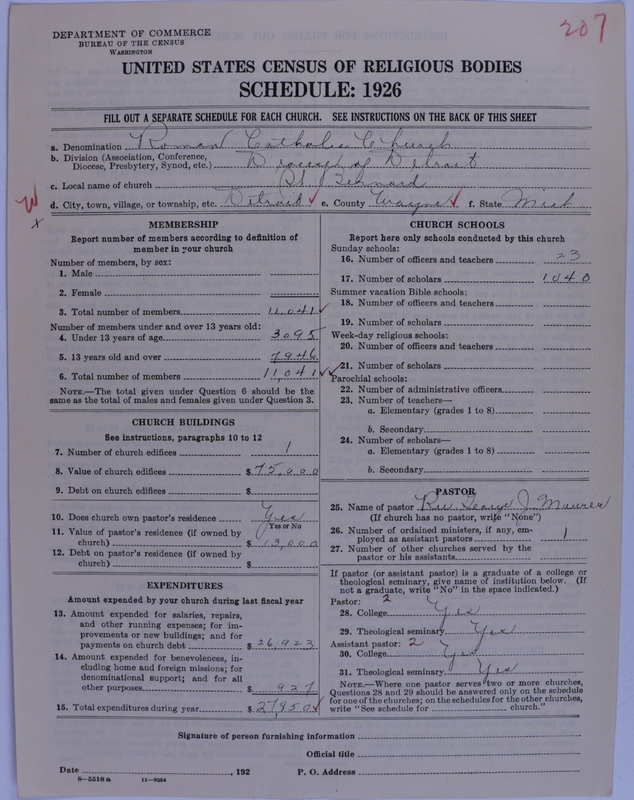 207
DEPARTMENT OF COMMERCE
BUREAU OF THE CENSUS
WASHINGTON
UNITED STATES CENSUS OF RELIGIOUS BODIES
SCHEDULE: 1926
FILL OUT A SEPARATE SCHEDULE FOR EACH CHURCH. SEE INSTRUCTIONS ON THE BACK OF THIS SHEET
a. Denomination Roman Catholic Church
b. Division (Association, Conference,
Diocese, Presbytery, Synod, etc.) Diocese of Detroit
c. Local name of church St. Bernard
d. City, town, village, or township, etc. Detroit e. County Wayne f. State Mich
MEMBERSHIP
Report number of members according to definition of
member in your church
Number of members, by sex:
1. Male
2. Female
3. Total number of members 11,041
Number of members under and over 13 years old:
4. Under 13 years of age 3095
5. 13 years old and over 7946
6. Total number of members 11,041
NOTE.—The total given under Question 6 should be
the same as the total of males and females given under Question 3.
CHURCH BUILDINGS
See instructions, paragraphs 10 to 12
7. Number of church edifices 1
8. Value of church edifices $75,000
9. Debt on church edifices $
10. Does church own pastor's residence Yes
Yes or No
11. Value of pastor's residence (if owned by
church) $13,000
12. Debt on pastor's residence (if owned by
church) $
EXPENDITURES
Amount expended by your church during last fiscal year
13. Amount expended for salaries, repairs,
and other running expenses; for im-
provements or new buildings; and for
payments on church debt $26,923
14. Amount expended for benevolences, in-
cluding home and foreign missions; for
denominational support; and for all
other purposes $927
15. Total expenditures during year $27,850
CHURCH SCHOOLS
Report here only schools conducted by this church
Sunday schools:
16. Number of officers and teachers 23
17. Number of scholars 1040
Summer vacation Bible schools:
18. Number of officers and teachers
19. Number of scholars
Week-day religious schools:
20. Number of officers and teachers
21. Number of scholars
Parochial schools:
22. Number of administrative officers
23. Number of teachers—
a. Elementary (grades 1 to 8)
b. Secondary
24. Number of scholars—
a. Elementary (grades 1 to 8)
b. Secondary
PASTOR
25. Name of pastor Rev George J. Maurer
(If church has no pastor, write "None")
26. Number of ordained ministers, if any, em-
ployed as assistant pastors 1
27. Number of other churches served by the
pastor or his assistants
If pastor (or assistant pastor) is a graduate of a college or
theological seminary, give name of institution below. (If
not a graduate, write "No" in the space indicated.)
Pastor: 2
28. College Yes
29. Theological seminary Yes
Assistant pastor: 2
30. College Yes
31. Theological seminary Yes
NOTE.—Where one pastor serves two or more churches,
Questions 28 and 29 should be answered only on the schedule
for one of the churches; on the schedules for the other churches,
write "See schedule for church."
Signature of person furnishing information
Official title
Date , 192 P. O. Address
8—5518a 11—9054